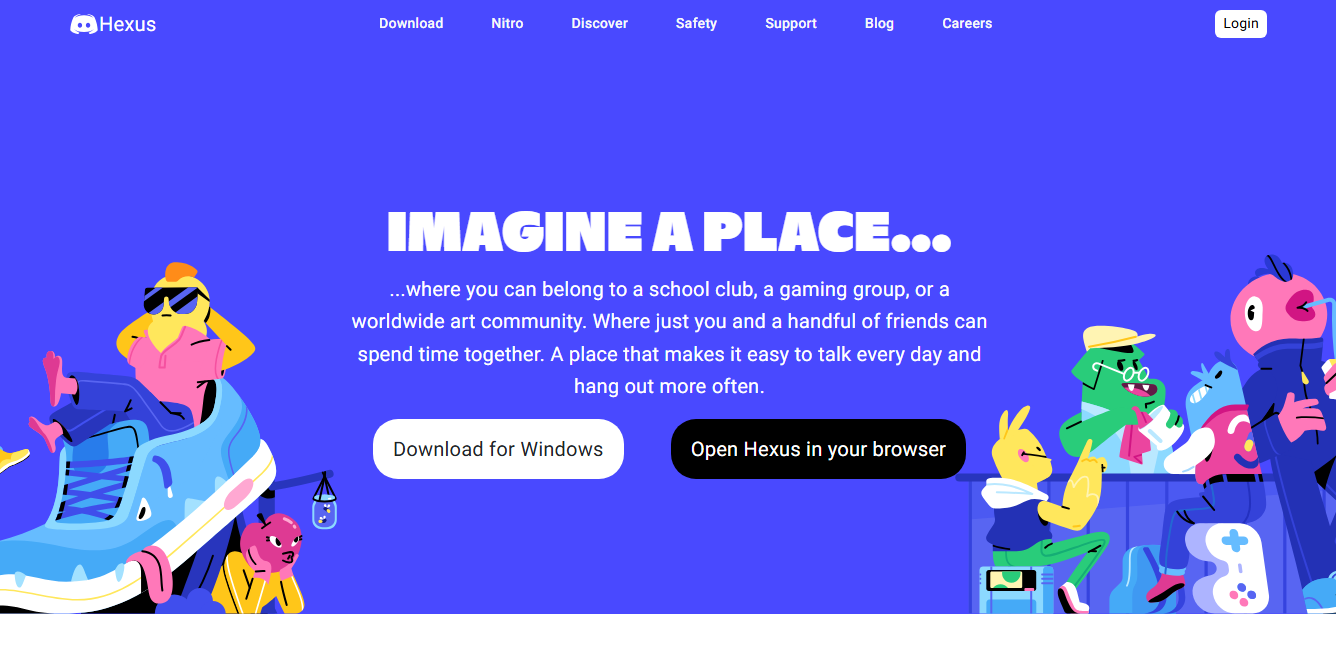 Hexus
Download Nitro Discover Safety Support Blog Careers
Login
IMAGINE A PLACE...
...where you can belong to a school club, a gaming group, or a
worldwide art community. Where just you and a handful of friends can
spend time together. A place that makes it easy to talk every day and
hang out more often.
Download for Windows
Open Hexus in your browser